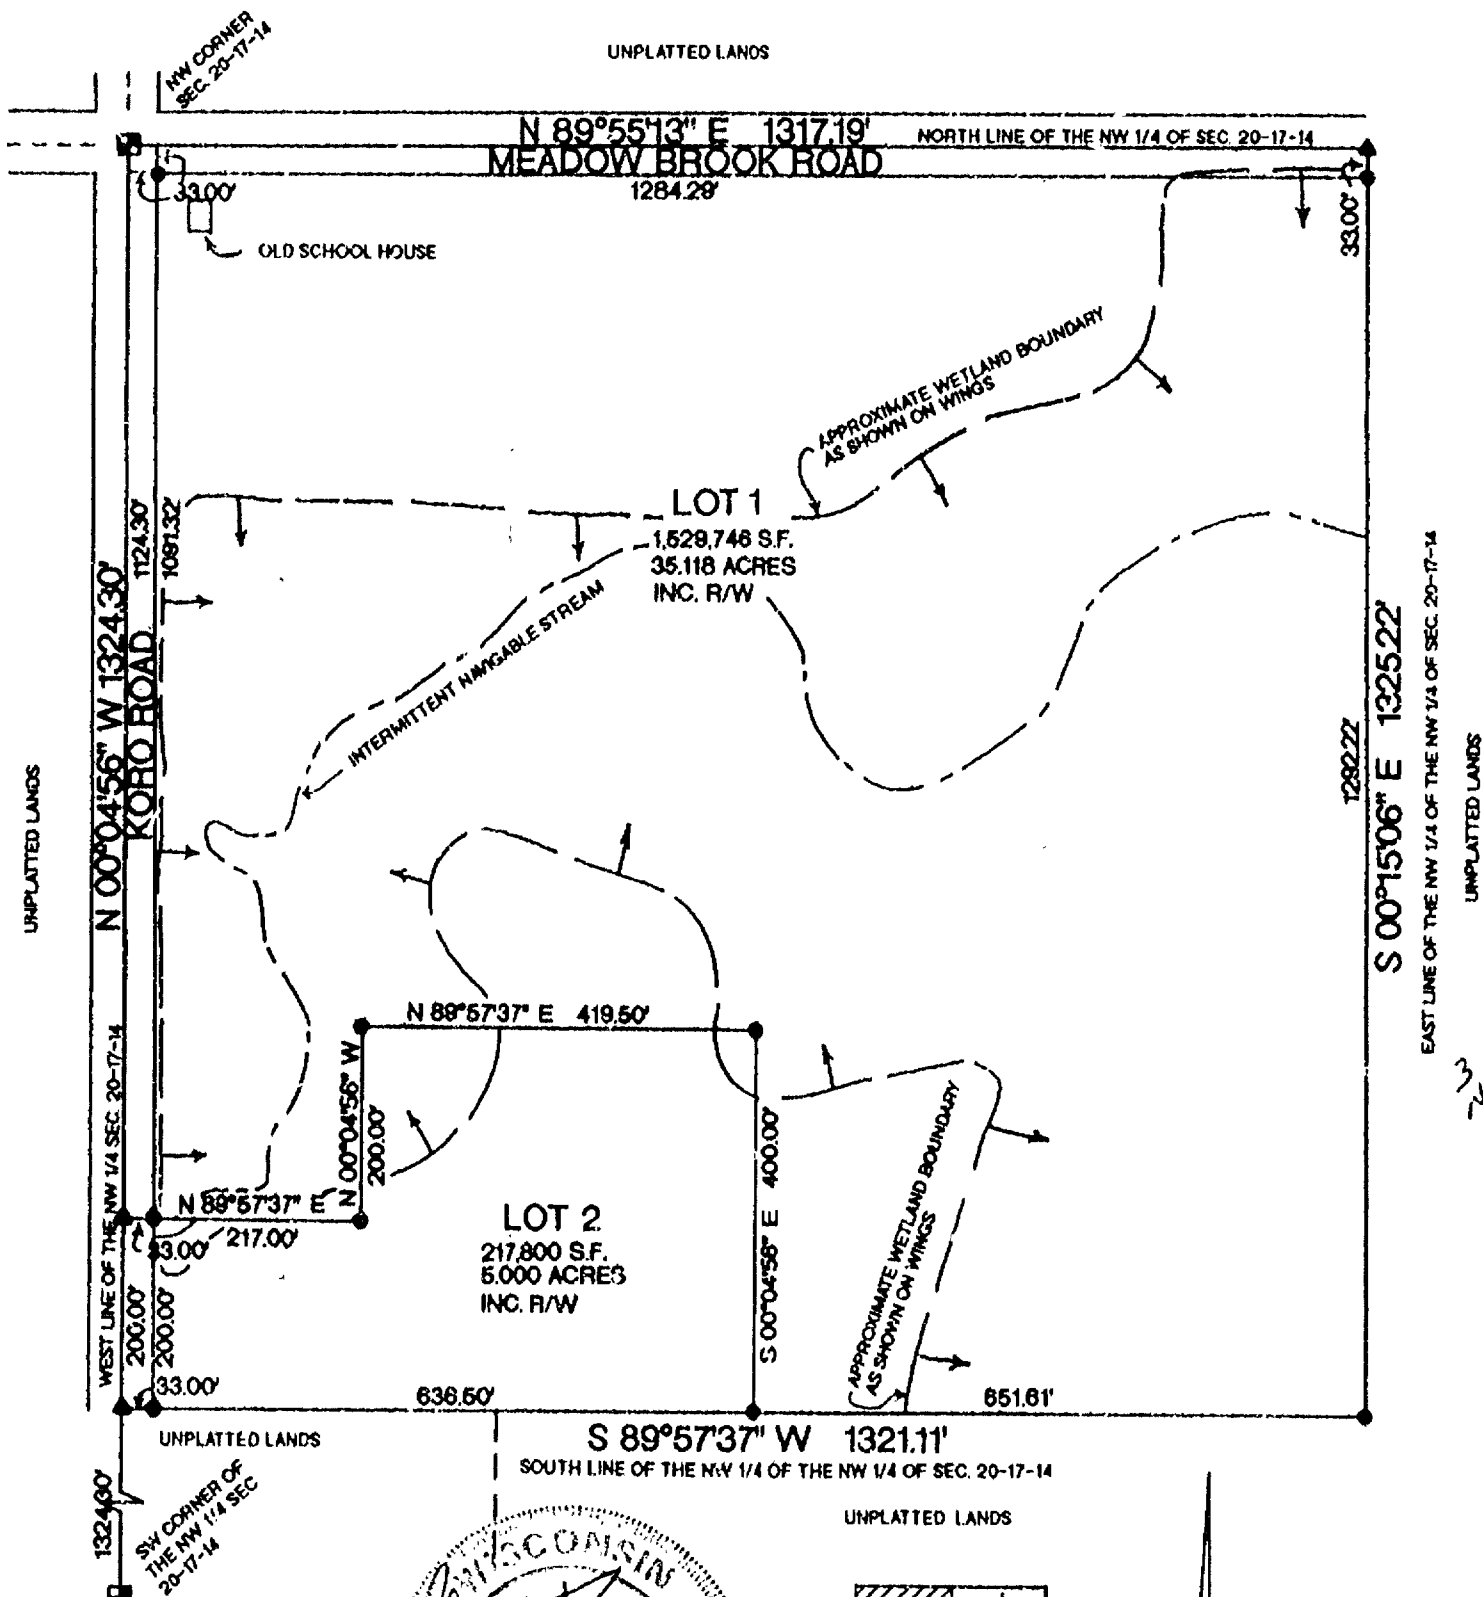 NW CORNER
SEC. 20-17-14
UNPLATTED LANDS
N 89°55'13" E 1317.19'
NORTH LINE OF THE NW 1/4 OF SEC. 20-17-14
MEADOW BROOK ROAD
1284.29'
33.00'
33.00'
OLD SCHOOL HOUSE
APPROXIMATE WETLAND BOUNDARY
AS SHOWN ON WINGS
LOT 1
1,529,746 S.F.
35.118 ACRES
INC. R/W
INTERMITTENT NAVIGABLE STREAM
1124.30'
1091.32'
N 00°04'56" W 1324.30'
KORO ROAD
UNPLATTED LANDS
WEST LINE OF THE NW 1/4 SEC. 20-17-14
1292.22'
S 00°15'06" E 1325.22'
EAST LINE OF THE NW 1/4 OF THE NW 1/4 OF SEC. 20-17-14
UNPLATTED LANDS
3
N 89°57'37" E 419.50'
N 00°04'56" W
200.00'
N 89°57'37" E
217.00'
33.00'
LOT 2
217,800 S.F.
5.000 ACRES
INC. R/W
S 00°04'56" E 400.00'
APPROXIMATE WETLAND BOUNDARY
AS SHOWN ON WINGS
200.00'
200.00'
33.00'
636.50'
651.61'
UNPLATTED LANDS
S 89°57'37" W 1321.11'
SOUTH LINE OF THE NW 1/4 OF THE NW 1/4 OF SEC. 20-17-14
1324.30'
SW CORNER OF
THE NW 1/4 SEC
20-17-14
UNPLATTED LANDS
WISCONSIN